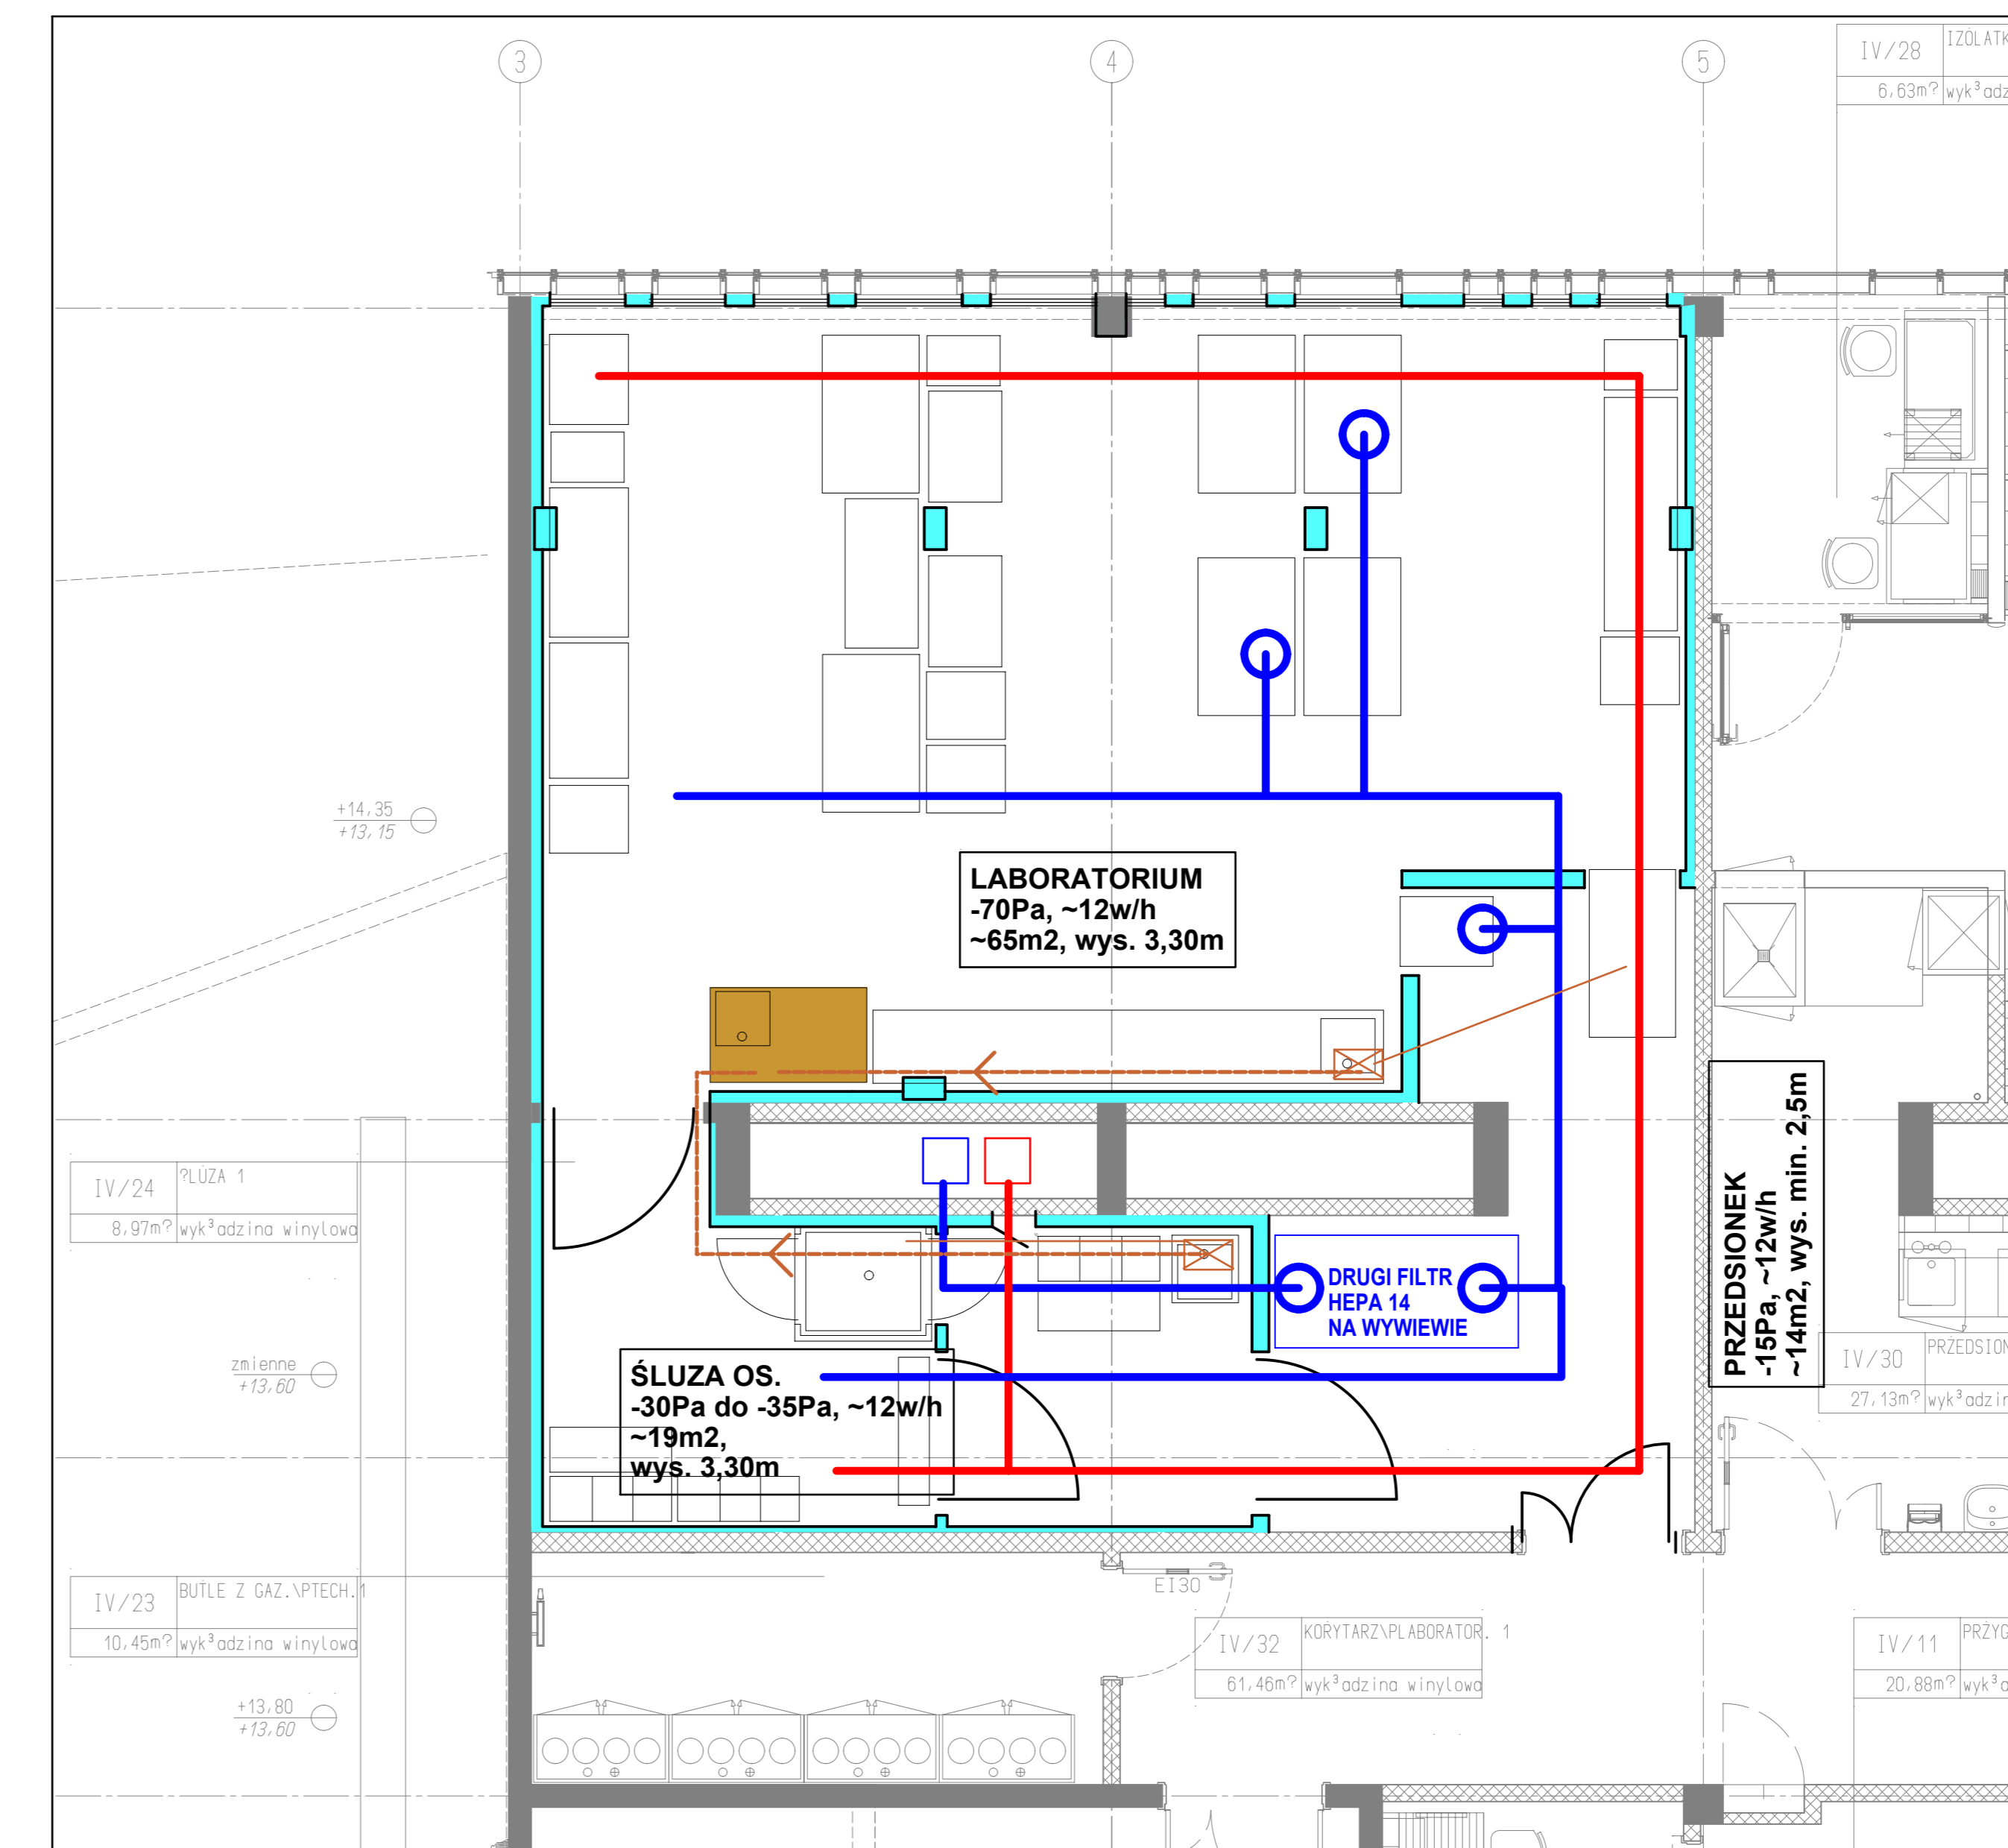 3
4
5
IV/28
IZOLATK
6,63m?
wyk³adz
+14,35
+13,15
LABORATORIUM
-70Pa, ~12w/h
~65m2, wys. 3,30m
PRZEDSIONEK
-15Pa, ~12w/h
~14m2, wys. min. 2,5m
IV/24
?LUZA 1
8,97m?
wyk³adzina winylowa
DRUGI FILTR
HEPA 14
NA WYWIEWIE
zmienne
+13,60
ŚLUZA OS.
-30Pa do -35Pa, ~12w/h
~19m2,
wys. 3,30m
IV/30
PRZEDSION
27,13m?
wyk³adzin
IV/23
BUTLE Z GAZ.\PTECH.1
10,45m?
wyk³adzina winylowa
EI30
IV/32
KORYTARZ\PLABORATOR. 1
61,46m?
wyk³adzina winylowa
IV/11
PRZYG
20,88m?
wyk³a
+13,80
+13,60